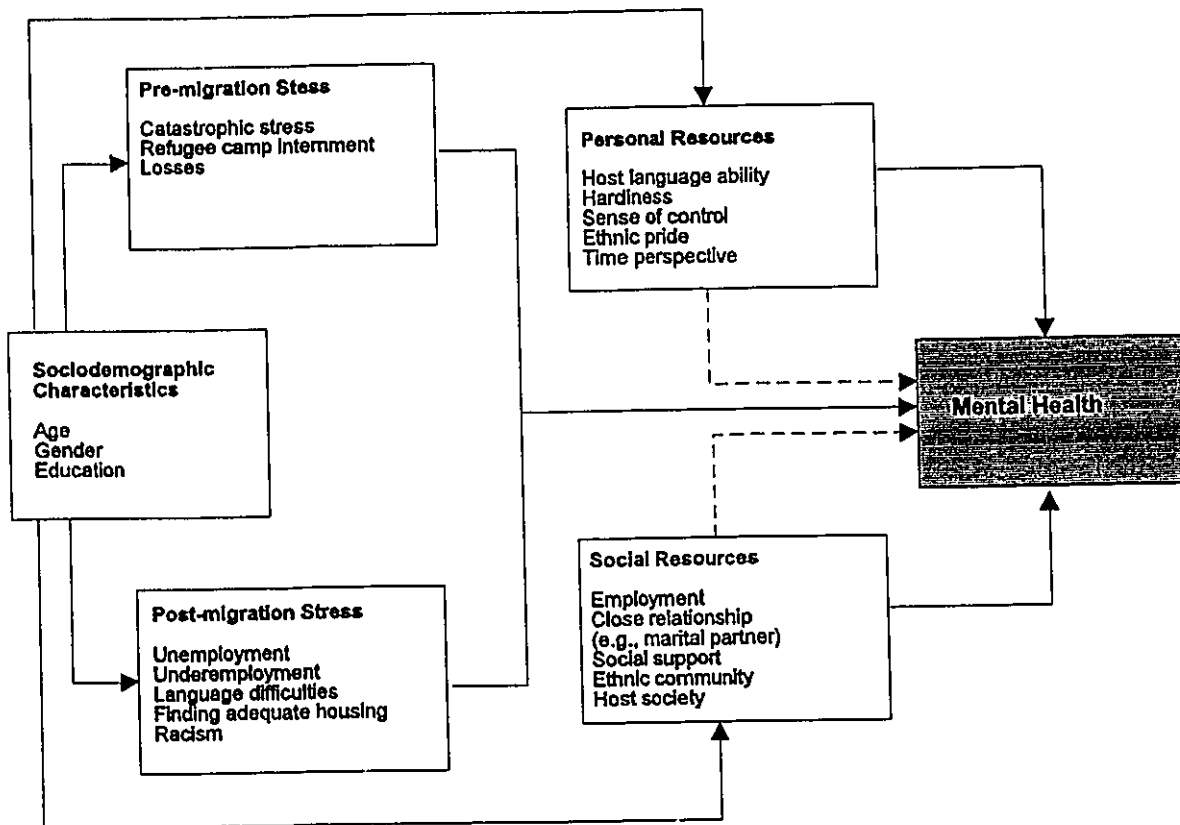 Pre-migration Stess
Catastrophic stress
Refugee camp Internment
Losses
Personal Resources
Host language ability
Hardiness
Sense of control
Ethnic pride
Time perspective
Sociodemographic
Characteristics
Age
Gender
Education
Mental Health
Post-migration Stress
Unemployment
Underemployment
Language difficulties
Finding adequate housing
Racism
Social Resources
Employment
Close relationship
(e.g., marital partner)
Social support
Ethnic community
Host society